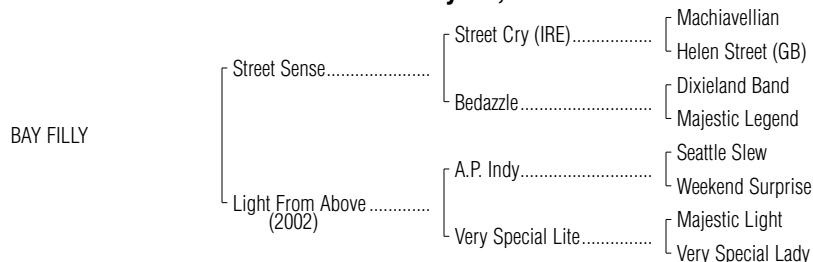 Machiavellian
Street Cry (IRE)
Helen Street (GB)
Street Sense
Dixieland Band
Bedazzle
Majestic Legend
BAY FILLY
Seattle Slew
A.P. Indy
Weekend Surprise
Light From Above
(2002)
Majestic Light
Very Special Lite
Very Special Lady